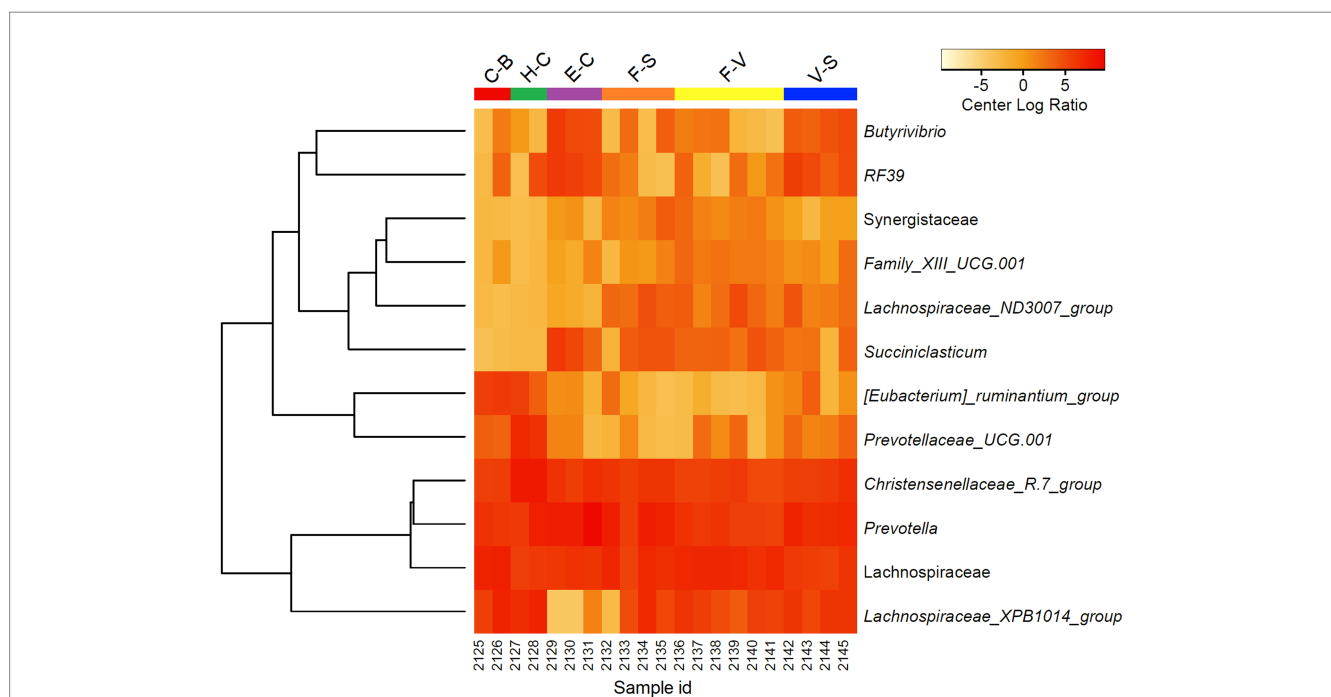 C-B H-C E-C F-S F-V V-S
-5 0 5
Center Log Ratio
Butyrivibrio
RF39
Synergistaceae
Family_XIII_UCG.001
Lachnospiraceae_ND3007_group
Succiniclasticum
[Eubacterium]_ruminantium_group
Prevotellaceae_UCG.001
Christensenellaceae_R.7_group
Prevotella
Lachnospiraceae
Lachnospiraceae_XPB1014_group
2125 2126 2127 2128 2129 2130 2131 2132 2133 2134 2135 2136 2137 2138 2139 2140 2141 2142 2143 2144 2145
Sample id